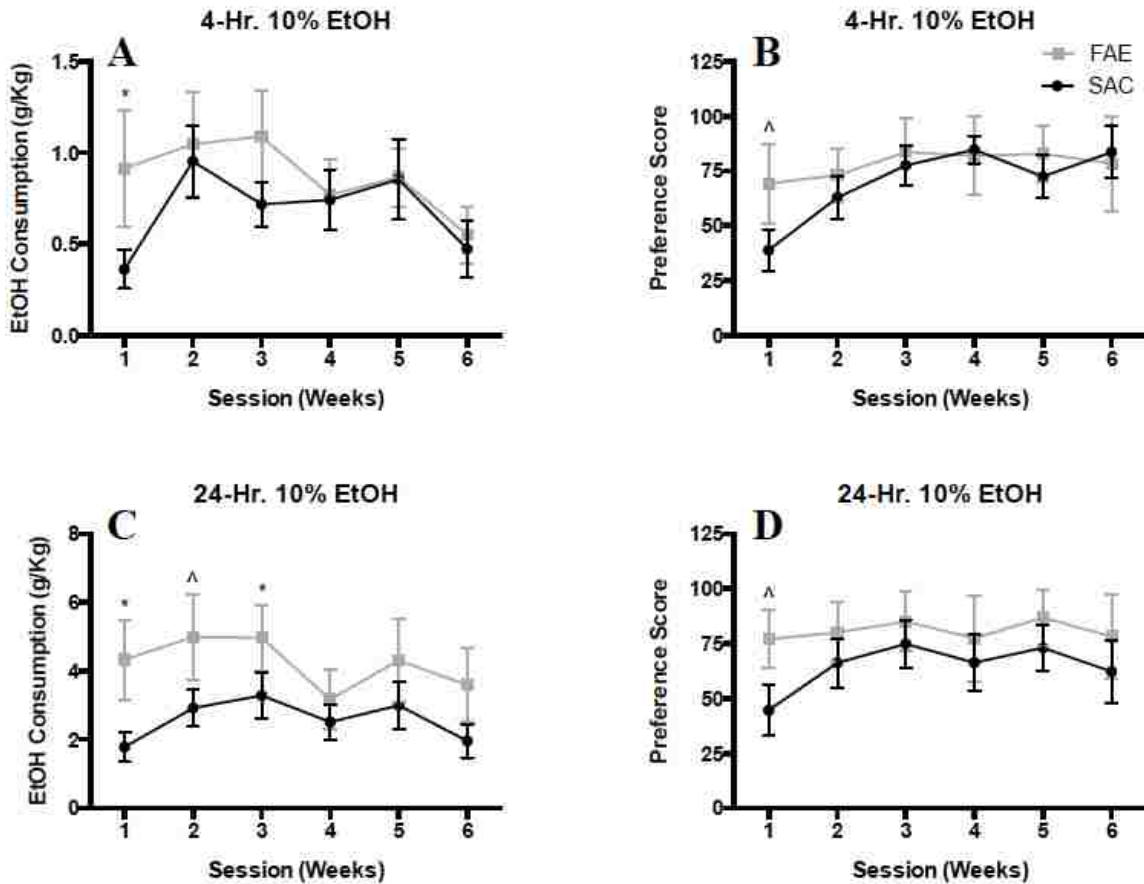 4-Hr. 10% EtOH
A
EtOH Consumption (g/Kg)
1.5
1.0
0.5
0.0
*
1 2 3 4 5 6
Session (Weeks)
4-Hr. 10% EtOH
B
FAE
SAC
Preference Score
125
100
75
50
25
0
^
1 2 3 4 5 6
Session (Weeks)
24-Hr. 10% EtOH
C
EtOH Consumption (g/Kg)
8
6
4
2
0
* ^ *
1 2 3 4 5 6
Session (Weeks)
24-Hr. 10% EtOH
D
Preference Score
125
100
75
50
25
0
^
1 2 3 4 5 6
Session (Weeks)